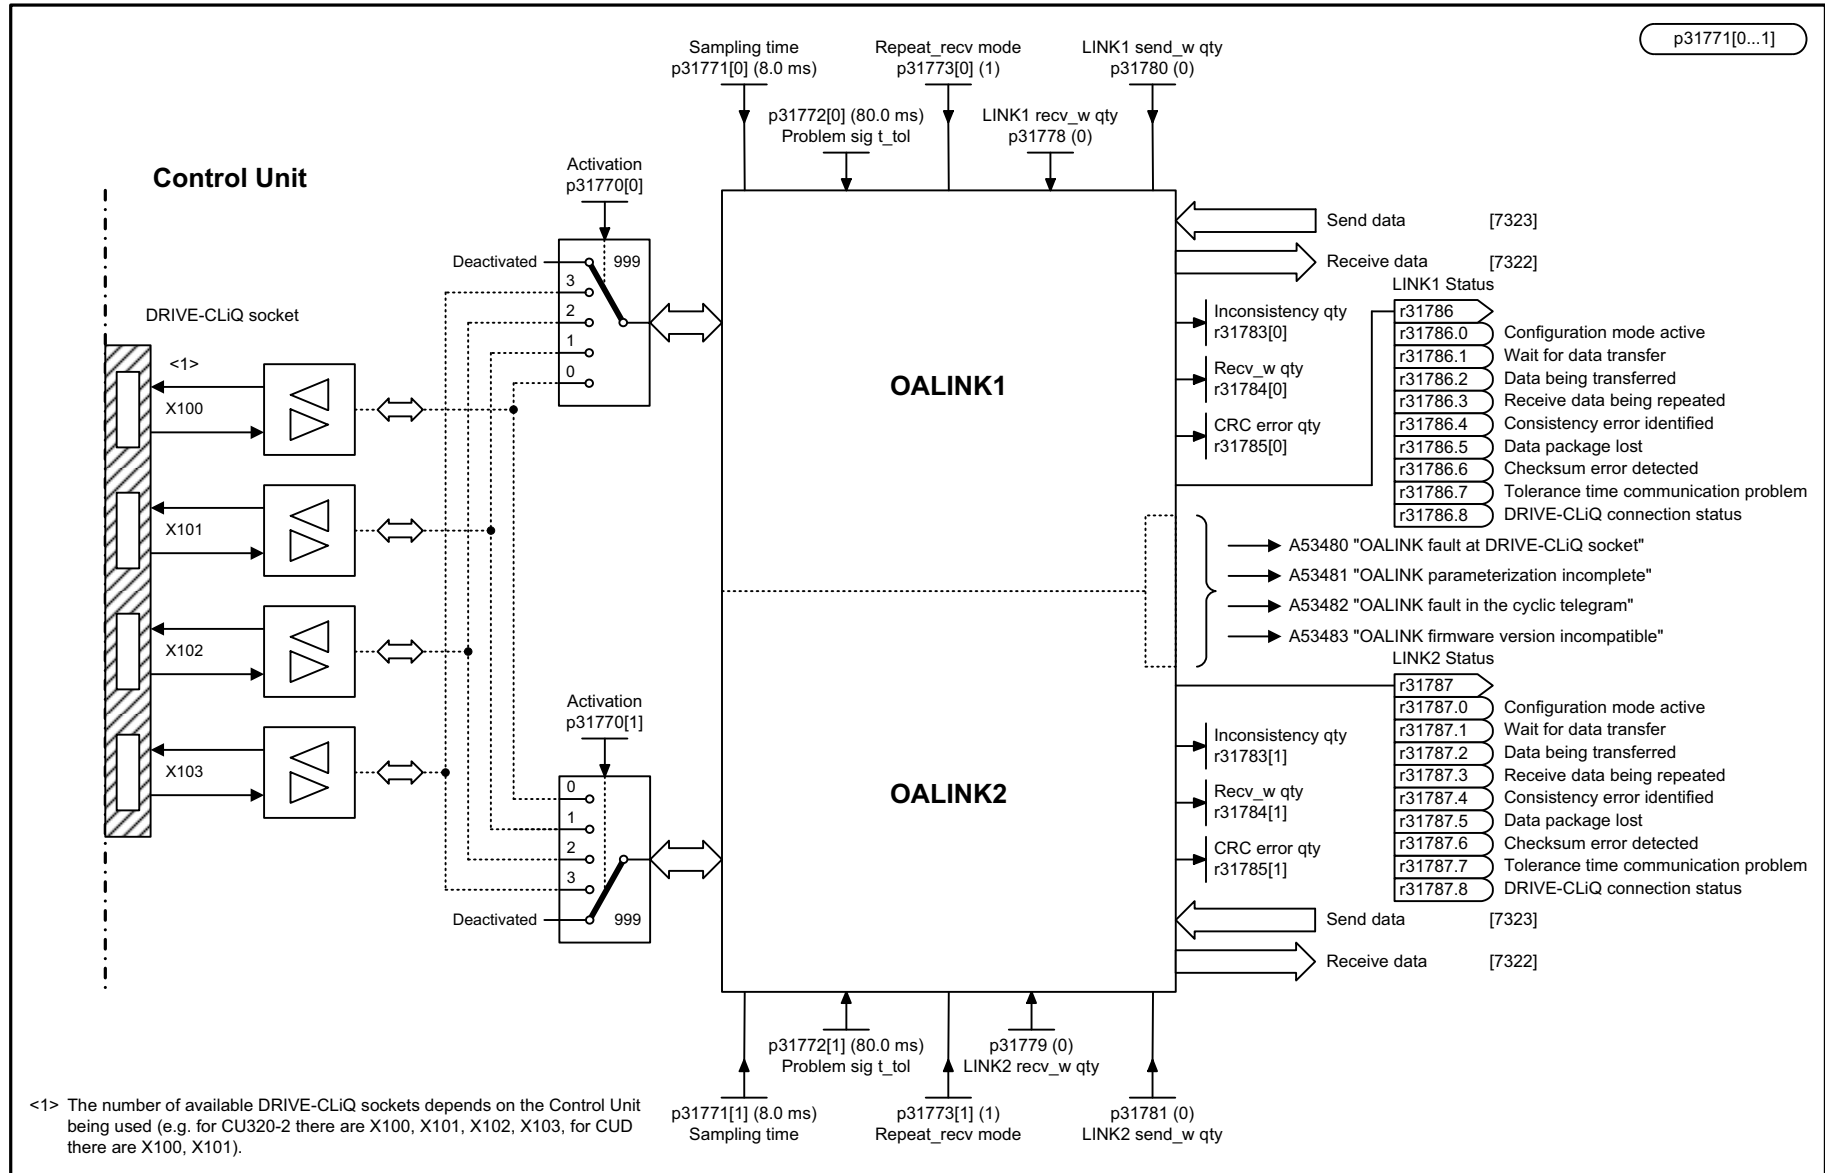 p31771[0...1]
Sampling time
p31771[0] (8.0 ms)
Repeat_recv mode
p31773[0] (1)
LINK1 send_w qty
p31780 (0)
p31772[0] (80.0 ms)
Problem sig t_tol
LINK1 recv_w qty
p31778 (0)
Control Unit
Activation
p31770[0]
Deactivated
999
3
2
1
0
DRIVE-CLiQ socket
<1>
X100
X101
X102
X103
Activation
p31770[1]
0
1
2
3
Deactivated
999
OALINK1
OALINK2
Send data [7323]
Receive data [7322]
Inconsistency qty
r31783[0]
Recv_w qty
r31784[0]
CRC error qty
r31785[0]
LINK1 Status
r31786
r31786.0 Configuration mode active
r31786.1 Wait for data transfer
r31786.2 Data being transferred
r31786.3 Receive data being repeated
r31786.4 Consistency error identified
r31786.5 Data package lost
r31786.6 Checksum error detected
r31786.7 Tolerance time communication problem
r31786.8 DRIVE-CLiQ connection status
A53480 "OALINK fault at DRIVE-CLiQ socket"
A53481 "OALINK parameterization incomplete"
A53482 "OALINK fault in the cyclic telegram"
A53483 "OALINK firmware version incompatible"
LINK2 Status
r31787
r31787.0 Configuration mode active
r31787.1 Wait for data transfer
r31787.2 Data being transferred
r31787.3 Receive data being repeated
r31787.4 Consistency error identified
r31787.5 Data package lost
r31787.6 Checksum error detected
r31787.7 Tolerance time communication problem
r31787.8 DRIVE-CLiQ connection status
Inconsistency qty
r31783[1]
Recv_w qty
r31784[1]
CRC error qty
r31785[1]
Send data [7323]
Receive data [7322]
p31772[1] (80.0 ms)
Problem sig t_tol
p31779 (0)
LINK2 recv_w qty
p31771[1] (8.0 ms)
Sampling time
p31773[1] (1)
Repeat_recv mode
p31781 (0)
LINK2 send_w qty
<1> The number of available DRIVE-CLiQ sockets depends on the Control Unit
being used (e.g. for CU320-2 there are X100, X101, X102, X103, for CUD
there are X100, X101).